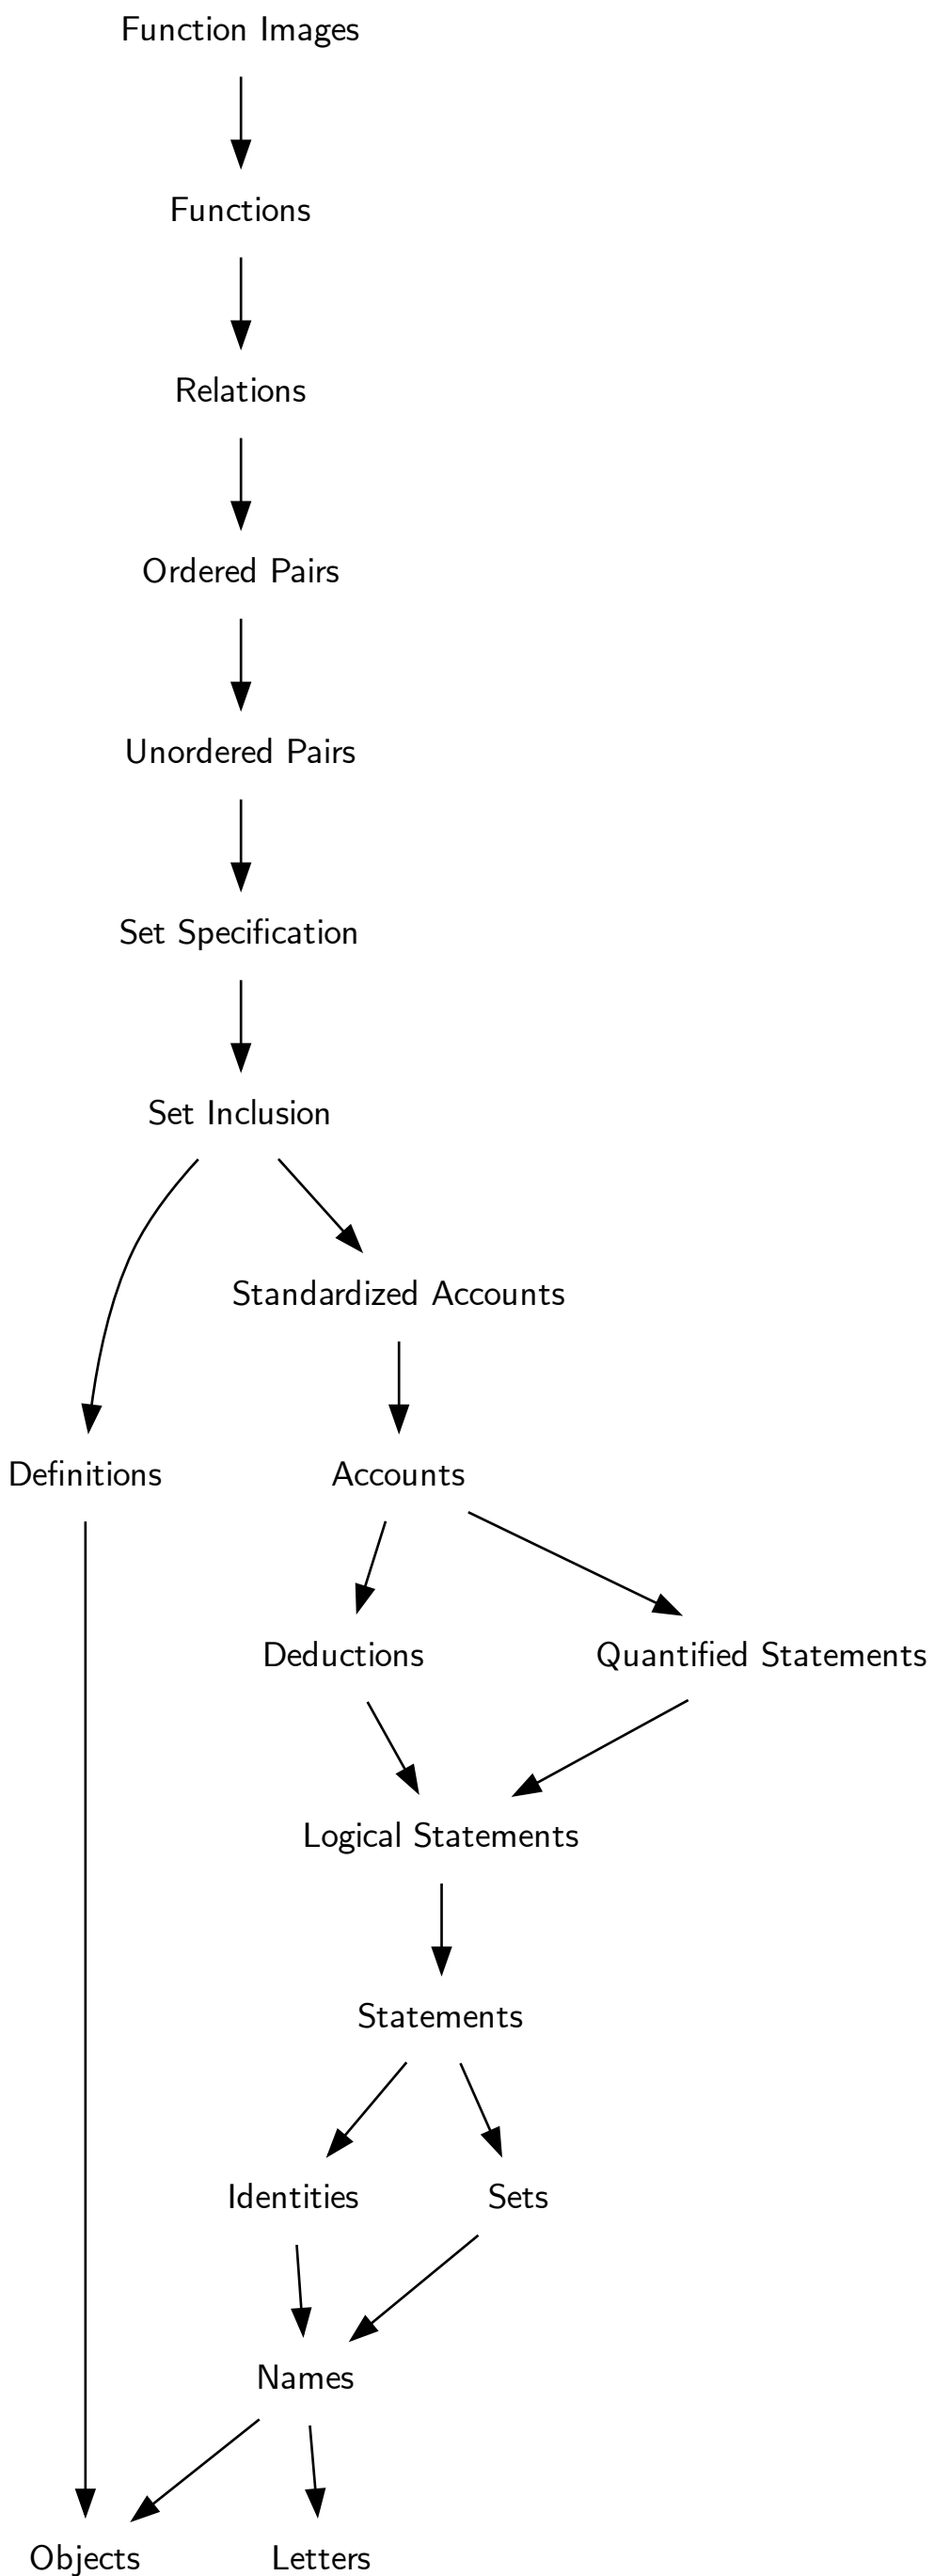 Function Images
Functions
Relations
Ordered Pairs
Unordered Pairs
Set Specification
Set Inclusion
Standardized Accounts
Definitions
Accounts
Deductions
Quantified Statements
Logical Statements
Statements
Identities
Sets
Names
Objects
Letters